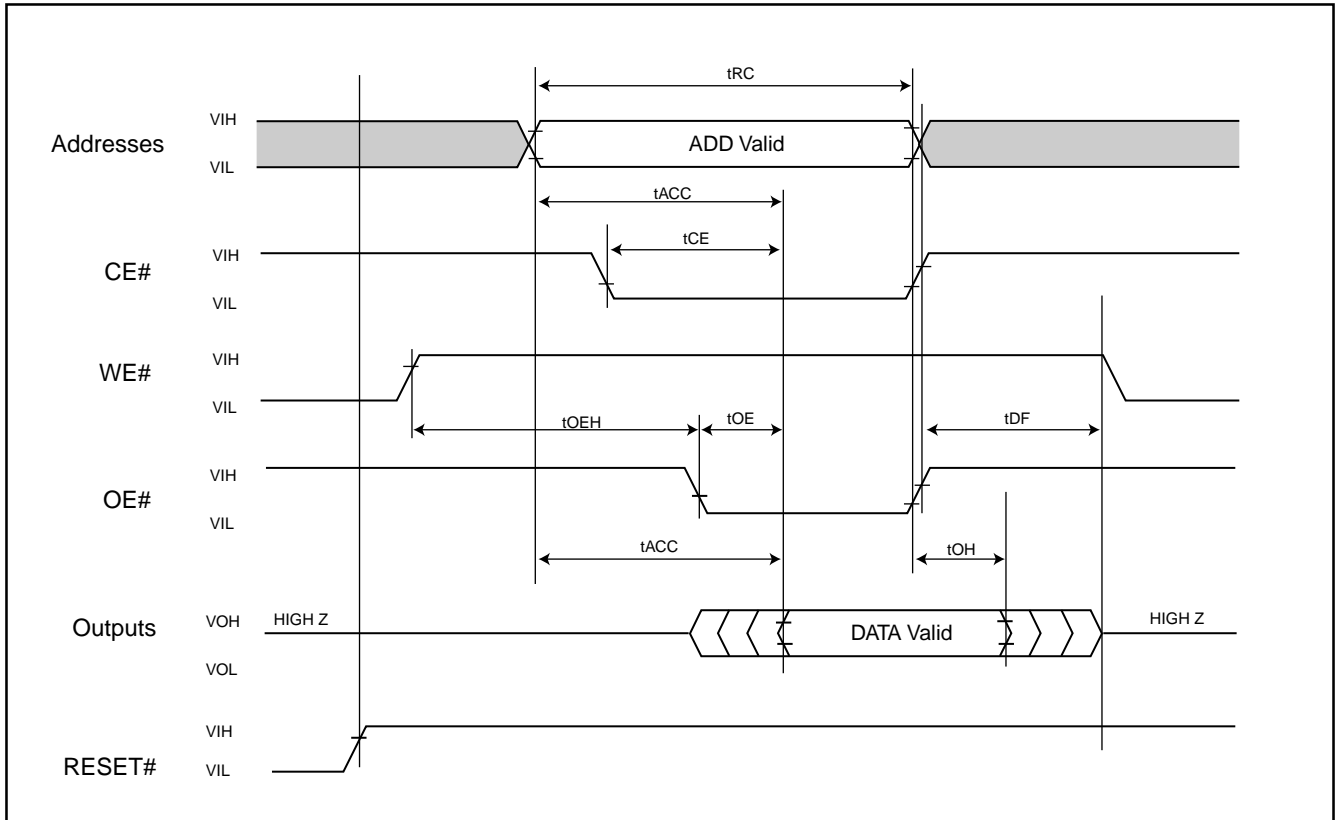 tRC
VIH
Addresses
ADD Valid
VIL
tACC
tCE
VIH
CE#
VIL
VIH
WE#
VIL
tOEH
tOE
tDF
VIH
OE#
VIL
tACC
tOH
Outputs
VOH
HIGH Z
DATA Valid
HIGH Z
VOL
VIH
RESET#
VIL